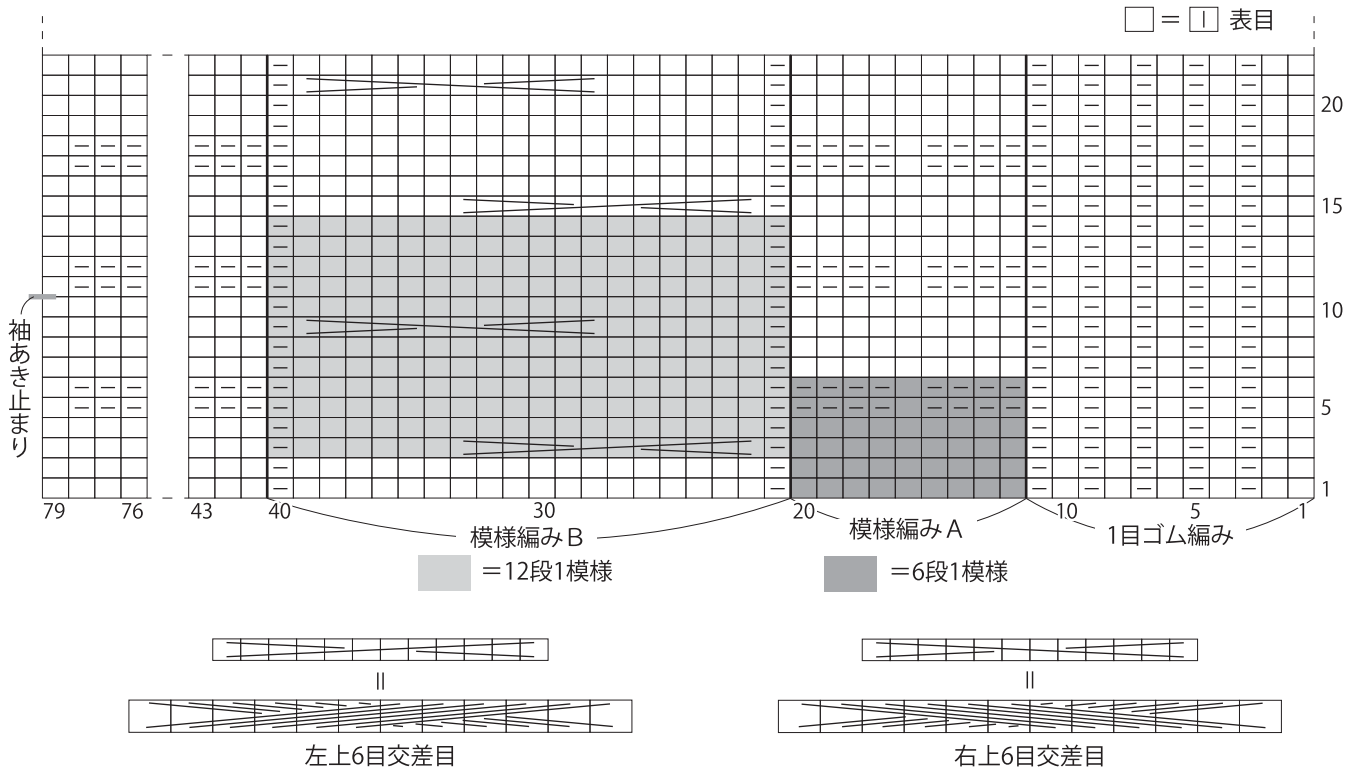 □=｜ 表目
20
15
10
5
1
袖あき止まり
79 76 43 40 30 20 10 5 1
模様編みB
模様編みA
1目ゴム編み
=12段1模様
=6段1模様
=
=
左上6目交差目
右上6目交差目